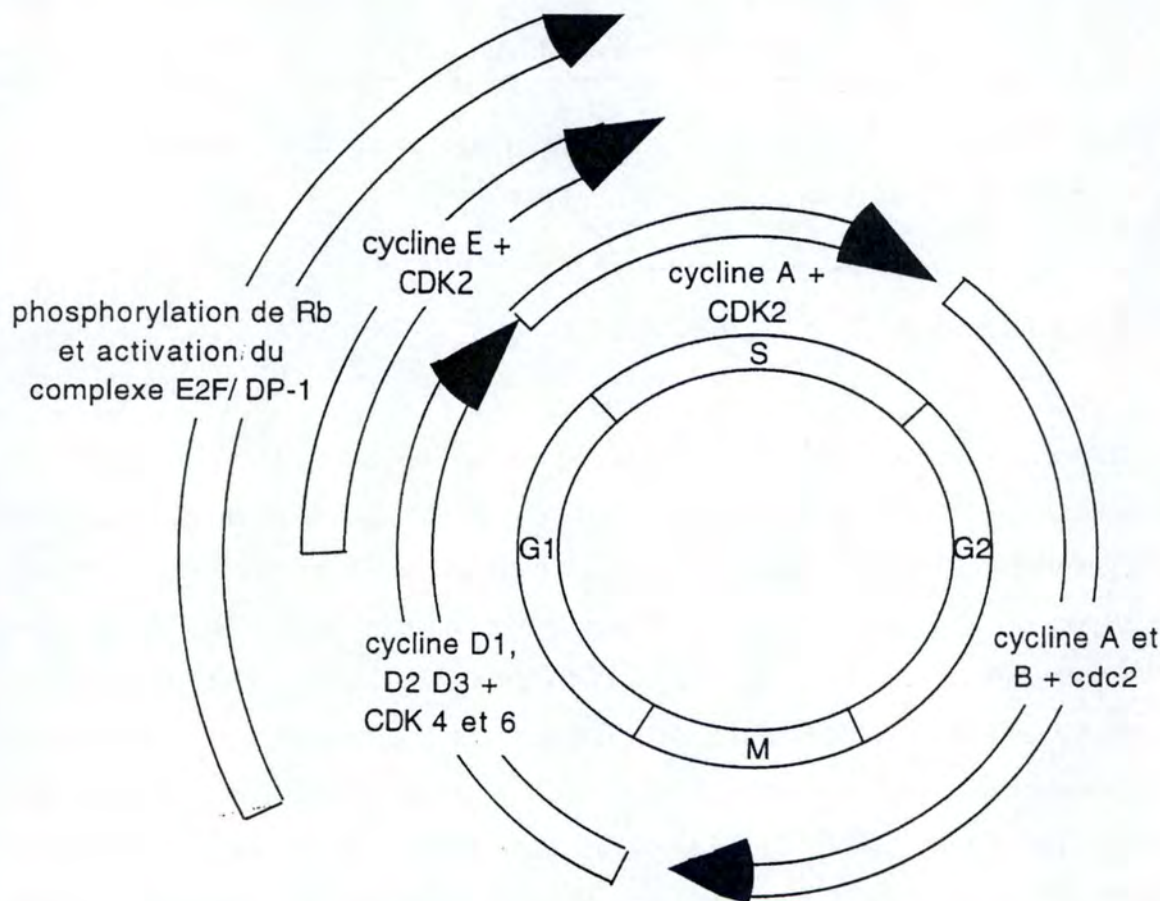 cycline E +
CDK2
cycline A +
CDK2
phosphorylation de Rb
et activation du
complexe E2F/ DP-1
S
G1
G2
cycline D1,
D2 D3 +
CDK 4 et 6
cycline A et
B + cdc2
M